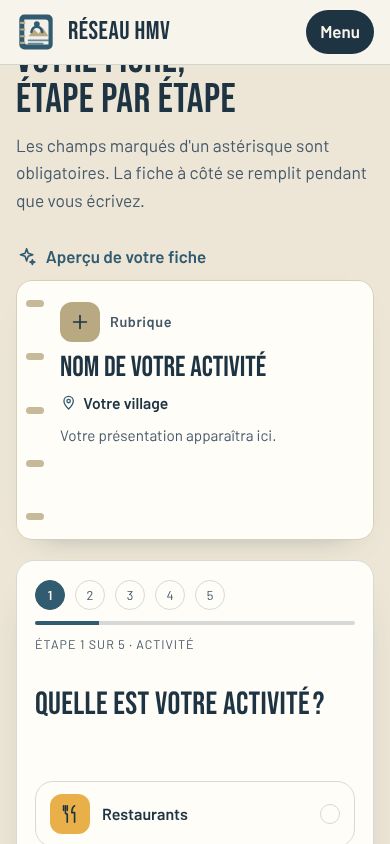 RÉSEAU HMV
Menu
VOTRE FICHE,
ÉTAPE PAR ÉTAPE
Les champs marqués d'un astérisque sont
obligatoires. La fiche à côté se remplit pendant
que vous écrivez.
Aperçu de votre fiche
Rubrique
NOM DE VOTRE ACTIVITÉ
Votre village
Votre présentation apparaîtra ici.
1 2 3 4 5
ÉTAPE 1 SUR 5 · ACTIVITÉ
QUELLE EST VOTRE ACTIVITÉ ?
Restaurants